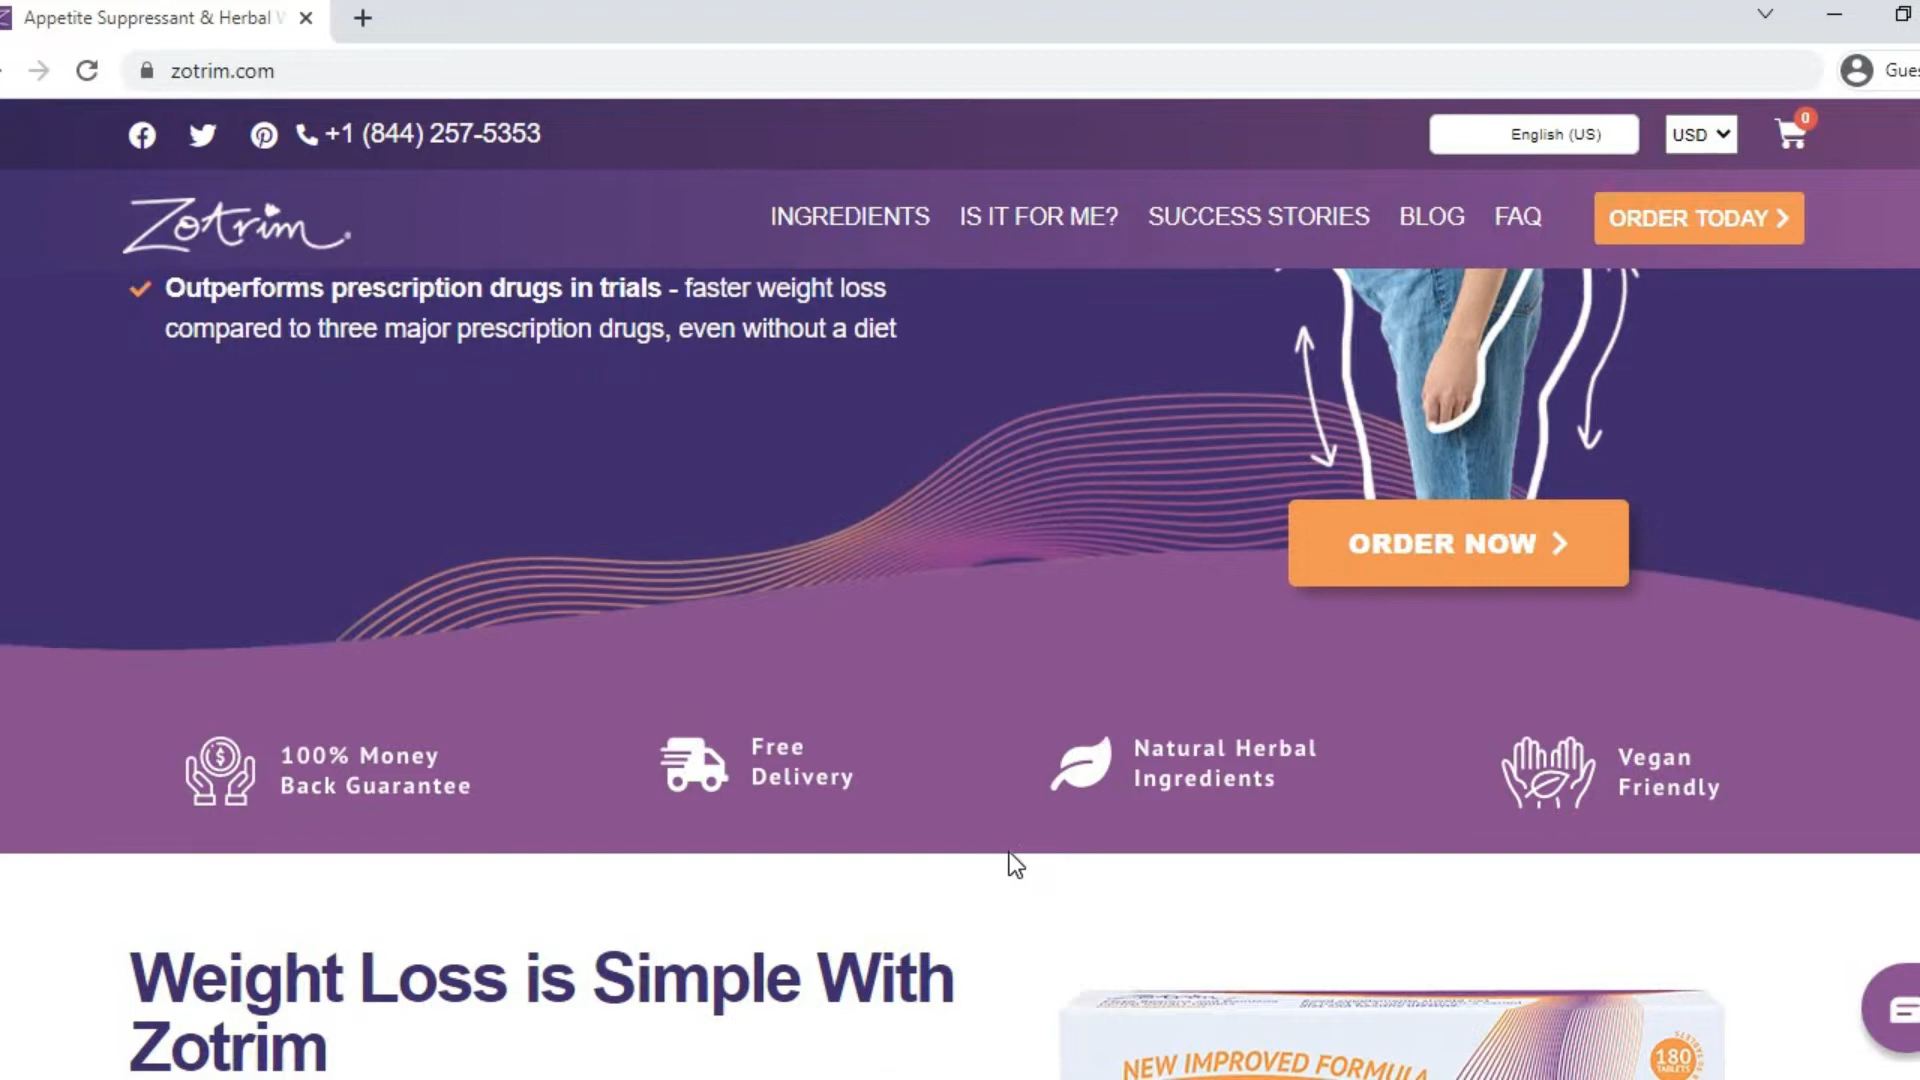 Appetite Suppressant & Herbal
zotrim.com
+1 (844) 257-5353
English (US)
USD
0
Zotrim
INGREDIENTS
IS IT FOR ME?
SUCCESS STORIES
BLOG
FAQ
ORDER TODAY
Outperforms prescription drugs in trials - faster weight loss
compared to three major prescription drugs, even without a diet
ORDER NOW
100% Money
Back Guarantee
Free
Delivery
Natural Herbal
Ingredients
Vegan
Friendly
Weight Loss is Simple With
Zotrim
NEW IMPROVED FORMULA
180
TABLETS